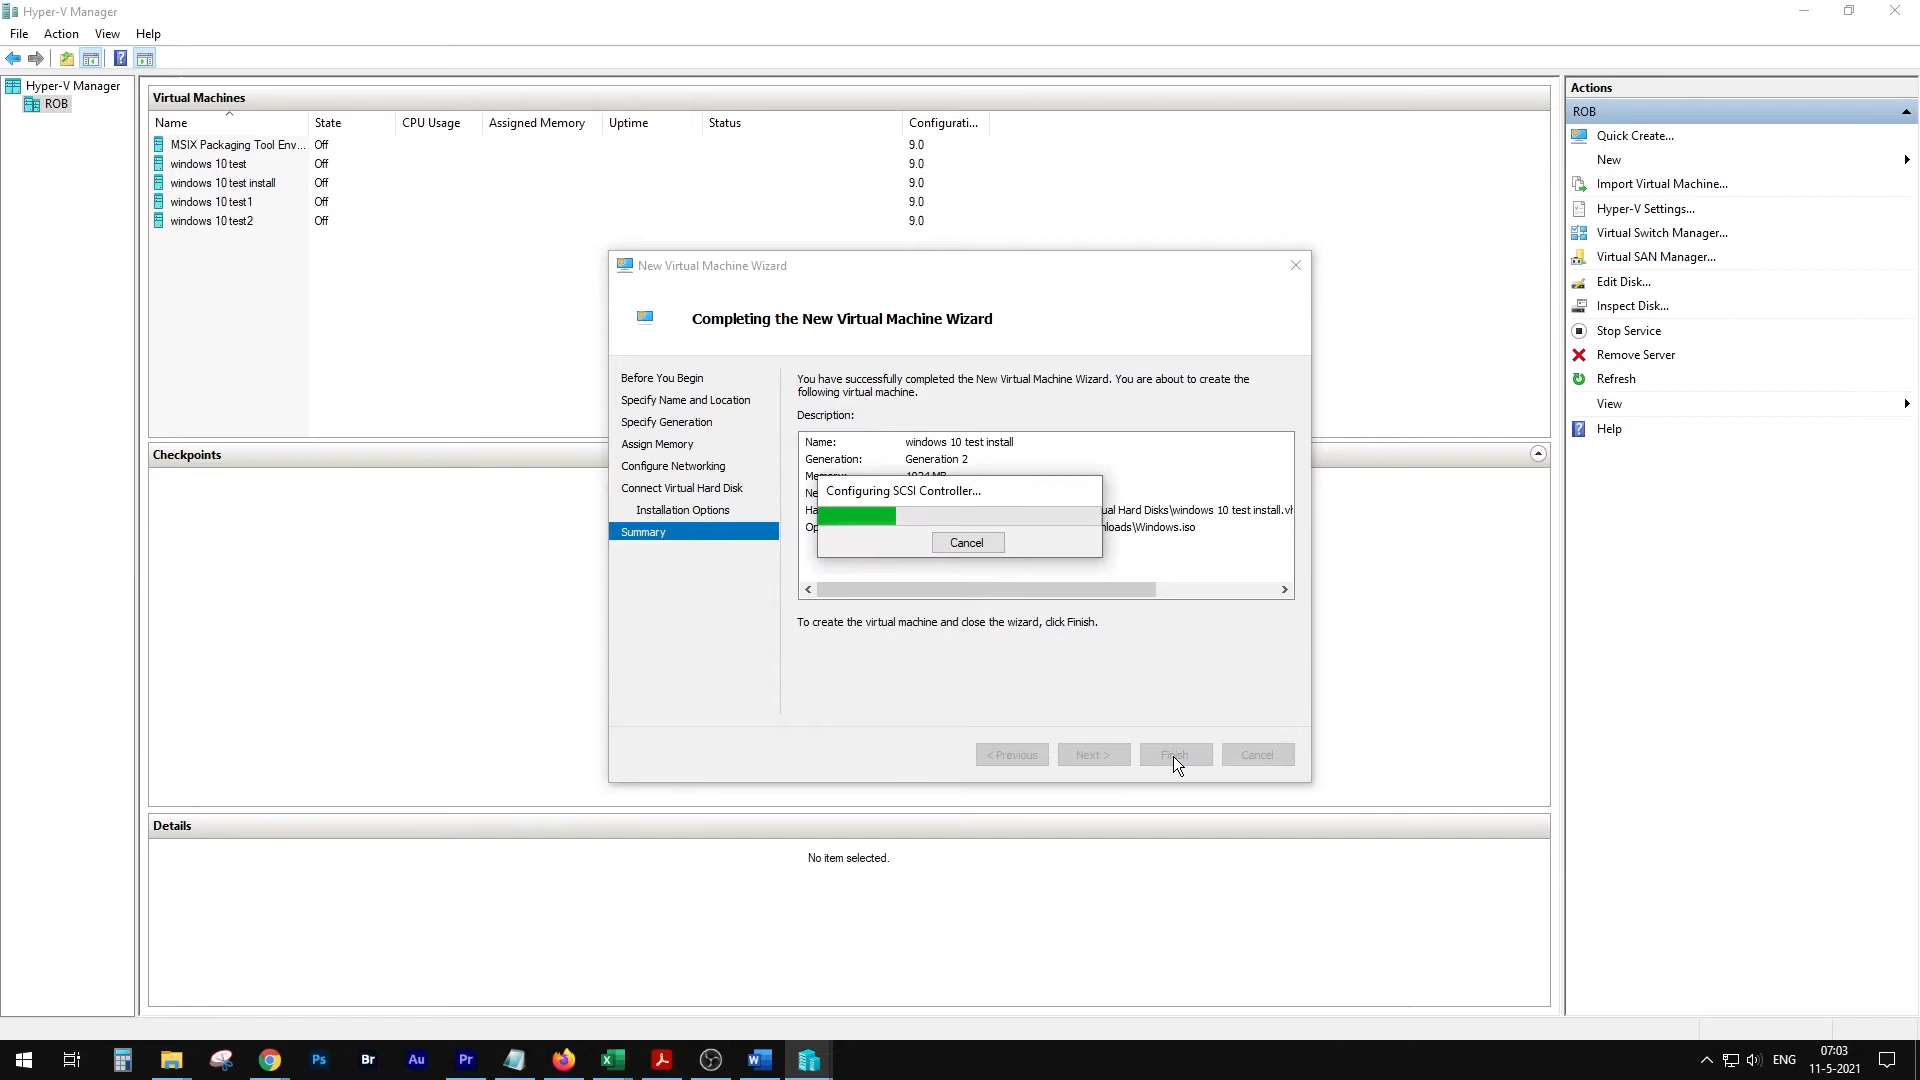 Hyper-V Manager
File Action View Help
Hyper-V Manager
ROB
Virtual Machines
Name State CPU Usage Assigned Memory Uptime Status Configurati...
MSIX Packaging Tool Env... Off 9.0
windows 10 test Off 9.0
windows 10 test install Off 9.0
windows 10 test1 Off 9.0
windows 10 test2 Off 9.0
Checkpoints
Details
No item selected.
New Virtual Machine Wizard
Completing the New Virtual Machine Wizard
Before You Begin
Specify Name and Location
Specify Generation
Assign Memory
Configure Networking
Connect Virtual Hard Disk
Installation Options
Summary
You have successfully completed the New Virtual Machine Wizard. You are about to create the
following virtual machine.
Description:
Name: windows 10 test install
Generation: Generation 2
ual Hard Disks\windows 10 test install.vh
loads\Windows.iso
Configuring SCSI Controller...
Cancel
To create the virtual machine and close the wizard, click Finish.
< Previous Next > Finish Cancel
Actions
ROB
Quick Create...
New
Import Virtual Machine...
Hyper-V Settings...
Virtual Switch Manager...
Virtual SAN Manager...
Edit Disk...
Inspect Disk...
Stop Service
Remove Server
Refresh
View
Help
Ps Br Au Pr
ENG
07:03
11-5-2021